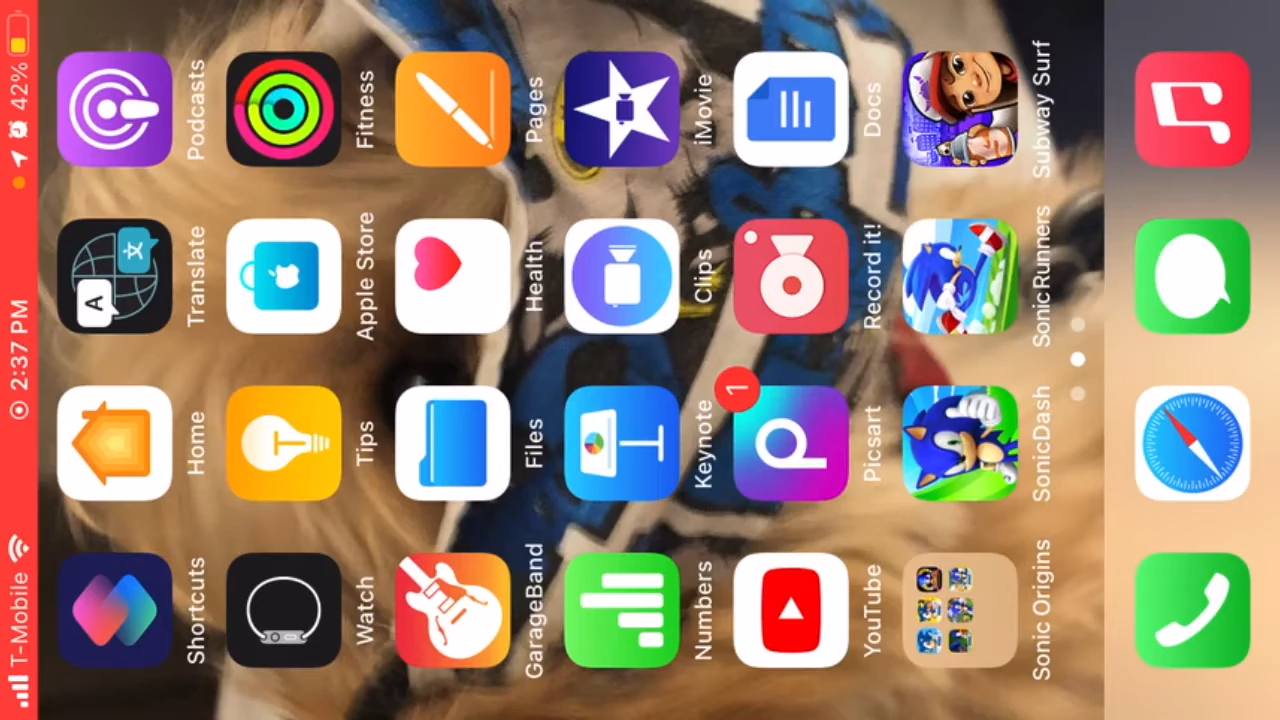 T-Mobile 2:37 PM 42%
Shortcuts Home Translate Podcasts
Watch Tips Apple Store Fitness
GarageBand Files Health Pages
Numbers Keynote Clips iMovie
1
YouTube Picsart Record it! Docs
Sonic Origins SonicDash SonicRunners Subway Surf